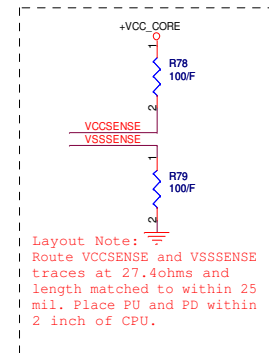 +VCC_CORE
1
R78
100/F
2
VCCSENSE
VSSSENSE
1
R79
100/F
2
Layout Note:
Route VCCSENSE and VSSSENSE
traces at 27.4ohms and
length matched to within 25
mil. Place PU and PD within
2 inch of CPU.